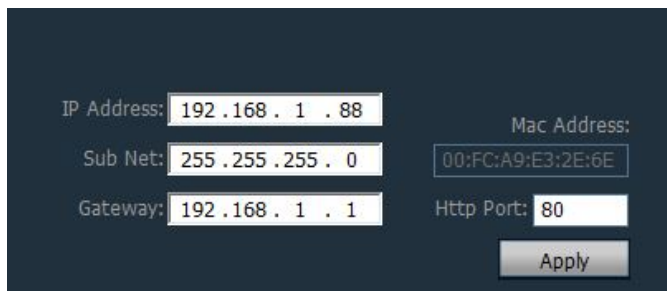 IP Address: 192 . 168 . 1 . 88
Mac Address:
Sub Net: 255 . 255 . 255 . 0
00:FC:A9:E3:2E:6E
Gateway: 192 . 168 . 1 . 1
Http Port: 80
Apply